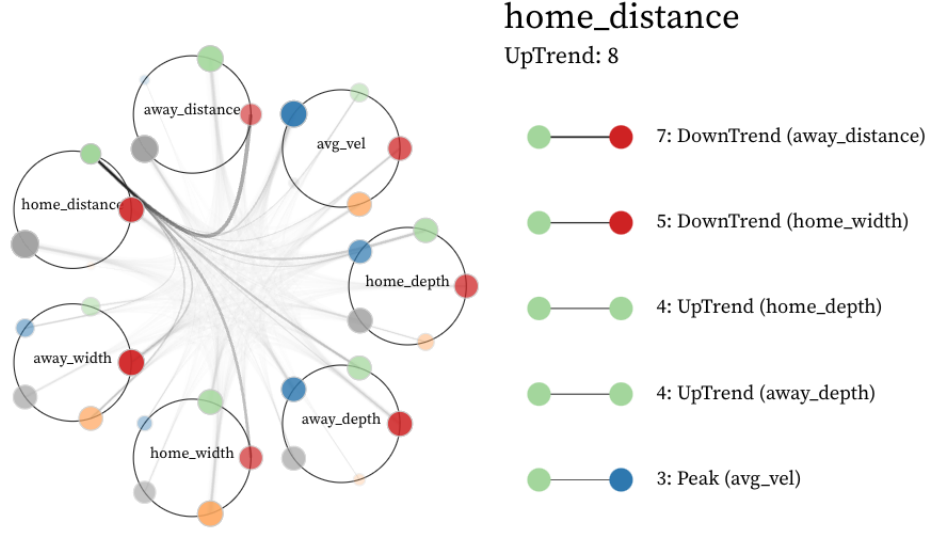 home_distance
UpTrend: 8
away_distance
avg_vel
home_distance
home_depth
away_width
away_depth
home_width
7: DownTrend (away_distance)
5: DownTrend (home_width)
4: UpTrend (home_depth)
4: UpTrend (away_depth)
3: Peak (avg_vel)